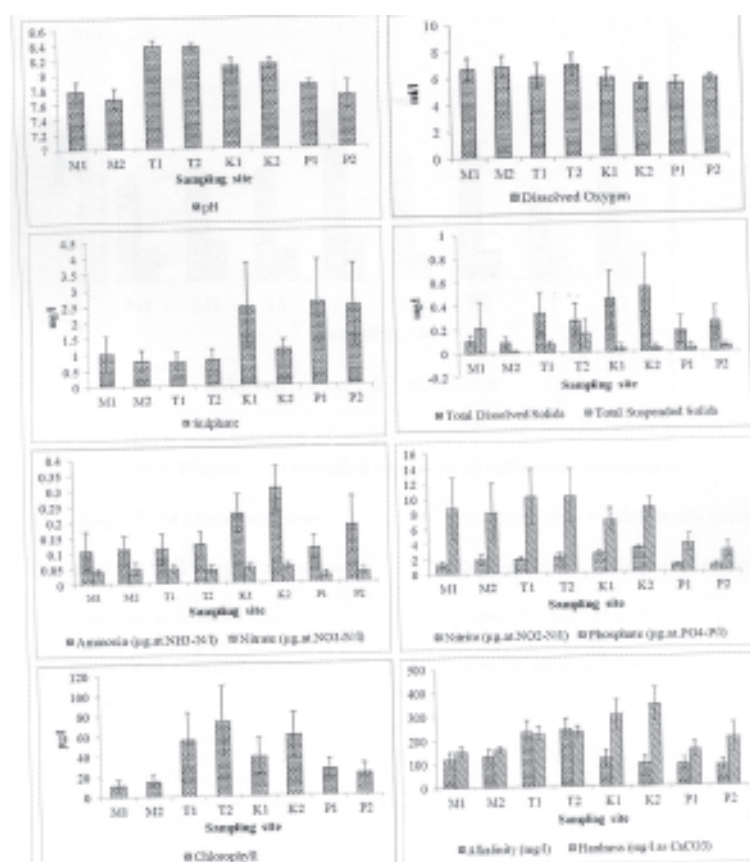 8.6
8.4
8.2
8
7.8
7.6
7.4
7.2
7
M1 M2 T1 T2 K1 K2 P1 P2
Sampling site
pH
10
8
6
4
2
0
ml/l
M1 M2 T1 T2 K1 K2 P1 P2
Sampling site
Dissolved Oxygen
4.5
4
3.5
3
2.5
2
1.5
1
0.5
0
mg/l
M1 M2 T1 T2 K1 K2 P1 P2
Sampling site
Sulphate
1
0.8
0.6
0.4
0.2
0
-0.2
mg/l
M1 M2 T1 T2 K1 K2 P1 P2
Sampling site
Total Dissolved Solids Total Suspended Solids
0.4
0.35
0.3
0.25
0.2
0.15
0.1
0.05
0
M1 M2 T1 T2 K1 K2 P1 P2
Sampling site
Ammonia (µg.at.NH3-N/l) Nitrate (µg.at.NO3-N/l)
16
14
12
10
8
6
4
2
0
M1 M2 T1 T2 K1 K2 P1 P2
Sampling site
Nitrite (µg.at.NO2-N/l) Phosphate (µg.at.PO4-P/l)
120
100
80
60
40
20
0
µg/l
M1 M2 T1 T2 K1 K2 P1 P2
Sampling site
Chlorophyll
500
400
300
200
100
0
M1 M2 T1 T2 K1 K2 P1 P2
Sampling site
Alkalinity (mg/l) Hardness (mg/l as CaCO3)